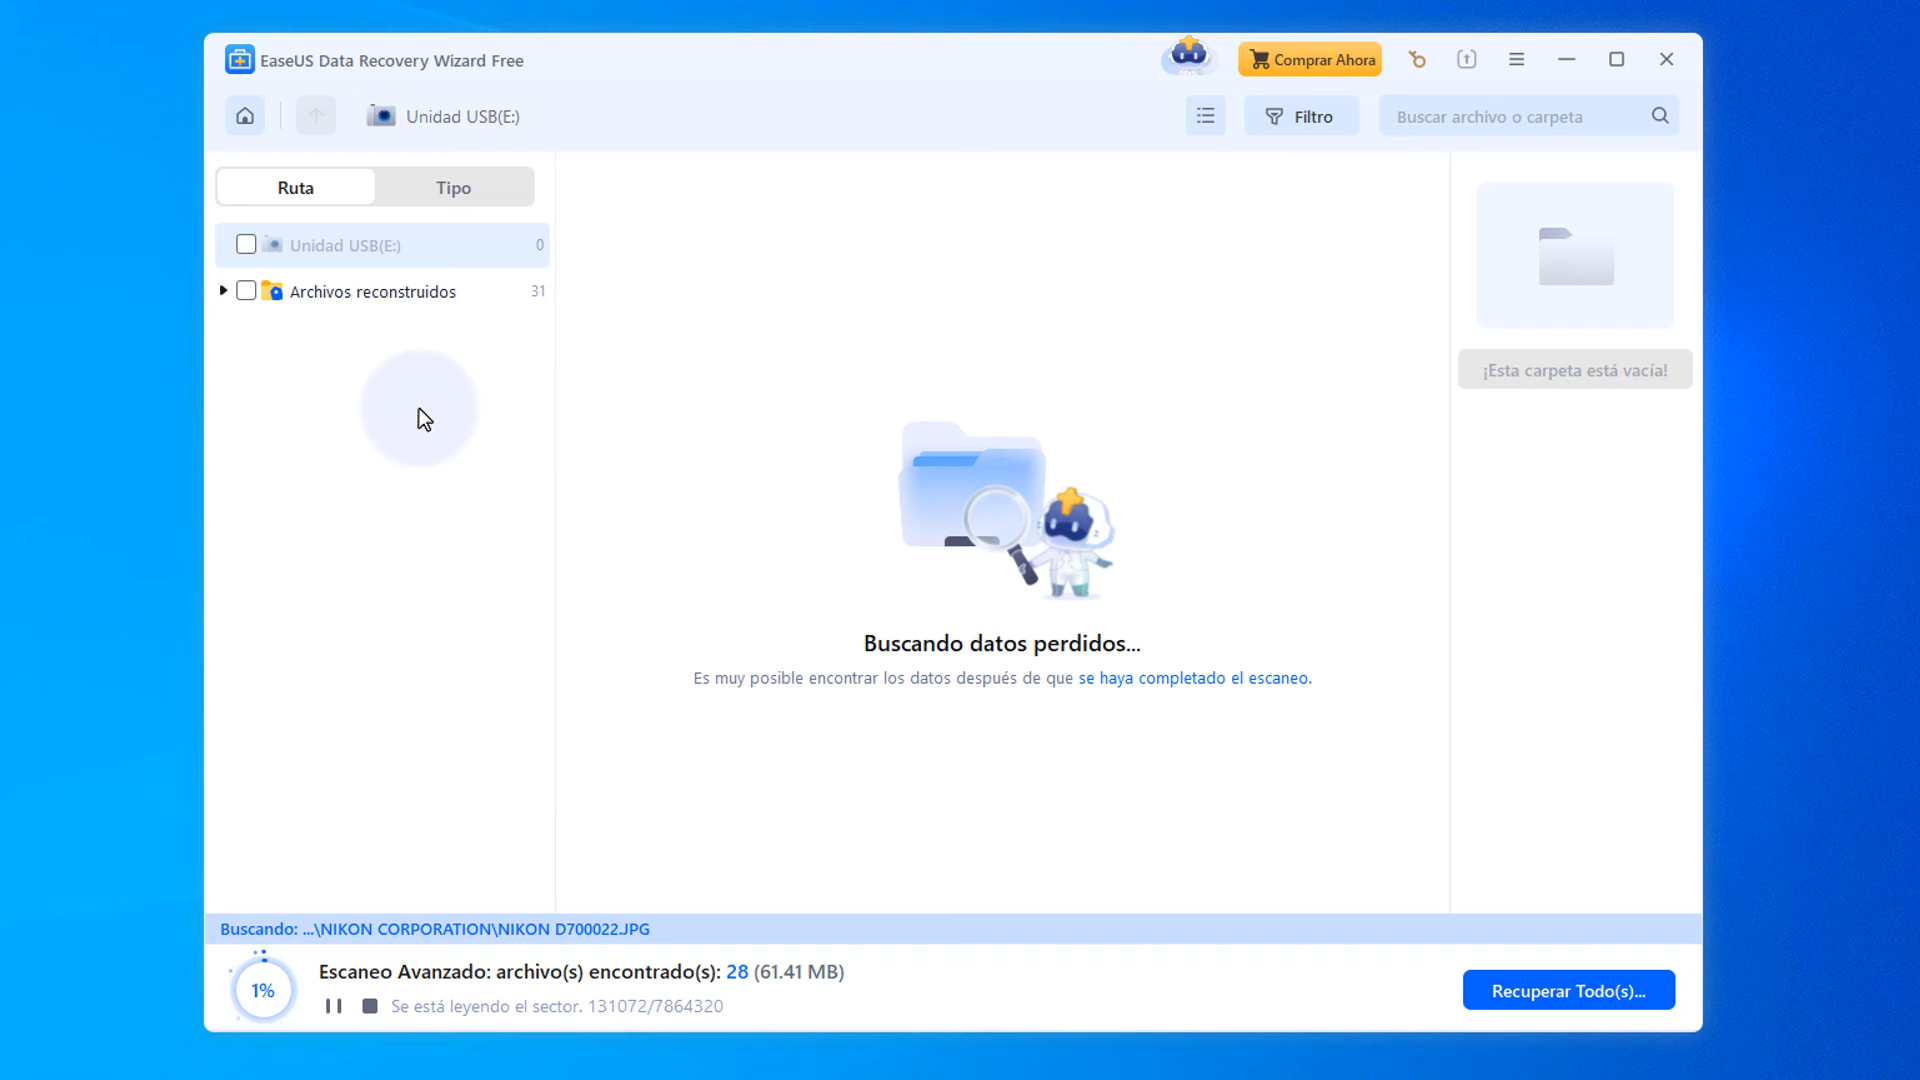 EaseUS Data Recovery Wizard Free
Comprar Ahora
Unidad USB(E:)
Filtro
Buscar archivo o carpeta
Ruta
Tipo
Unidad USB(E:) 0
Archivos reconstruidos 31
¡Esta carpeta está vacía!
Buscando datos perdidos...
Es muy posible encontrar los datos después de que se haya completado el escaneo.
Buscando: ...\NIKON CORPORATION\NIKON D700022.JPG
1%
Escaneo Avanzado: archivo(s) encontrado(s): 28 (61.41 MB)
Se está leyendo el sector. 131072/7864320
Recuperar Todo(s)...